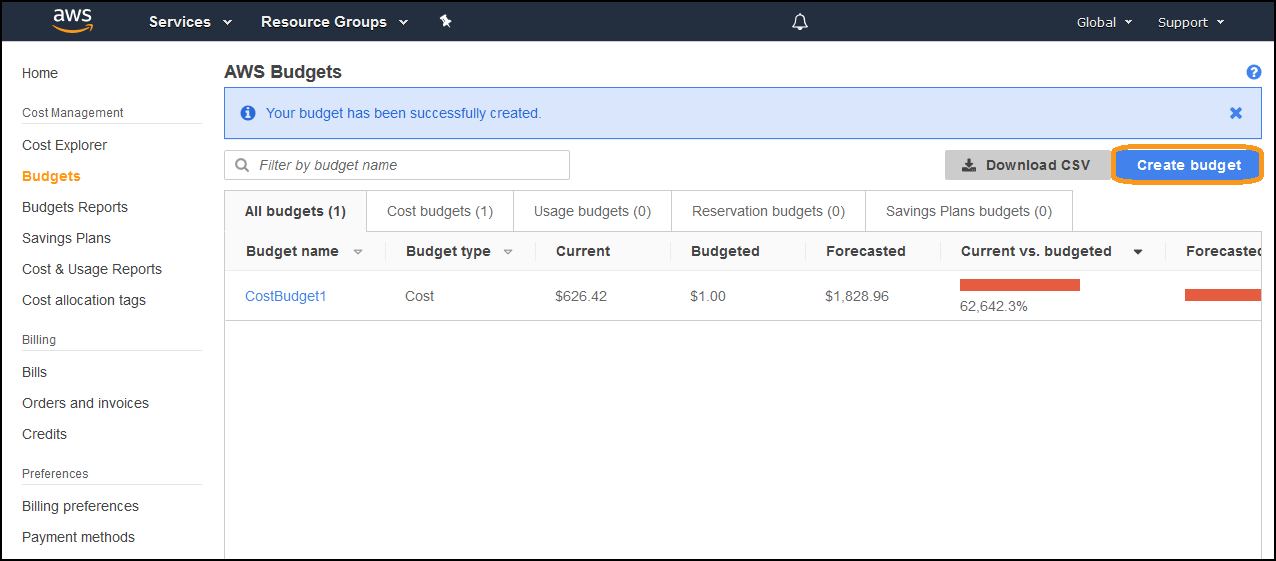 aws Services Resource Groups Global Support
Home
Cost Management
Cost Explorer
Budgets
Budgets Reports
Savings Plans
Cost & Usage Reports
Cost allocation tags
Billing
Bills
Orders and invoices
Credits
Preferences
Billing preferences
Payment methods
AWS Budgets ?
i Your budget has been successfully created.
Filter by budget name Download CSV Create budget
All budgets (1) Cost budgets (1) Usage budgets (0) Reservation budgets (0) Savings Plans budgets (0)
Budget name Budget type Current Budgeted Forecasted Current vs. budgeted Forecasted
CostBudget1 Cost $626.42 $1.00 $1,828.96
62,642.3%